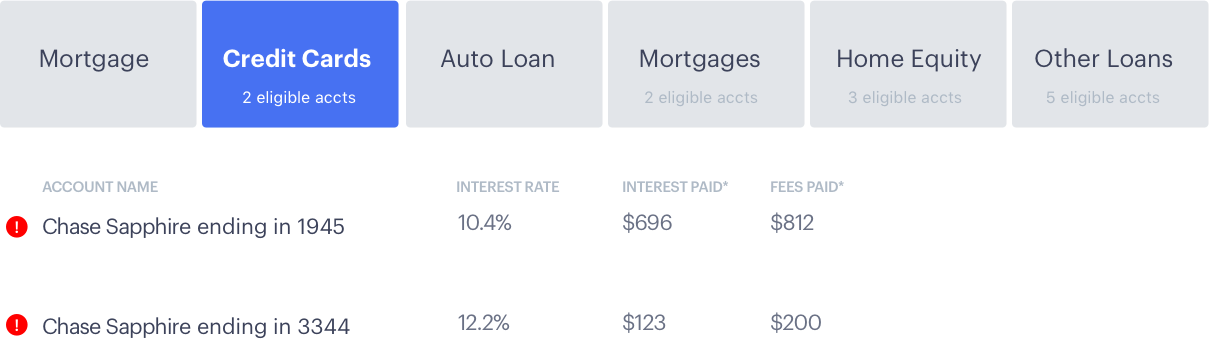 Mortgage Credit Cards Auto Loan Mortgages Home Equity Other Loans
2 eligible accts 2 eligible accts 3 eligible accts 5 eligible accts
ACCOUNT NAME INTEREST RATE INTEREST PAID* FEES PAID*
! Chase Sapphire ending in 1945 10.4% $696 $812
! Chase Sapphire ending in 3344 12.2% $123 $200